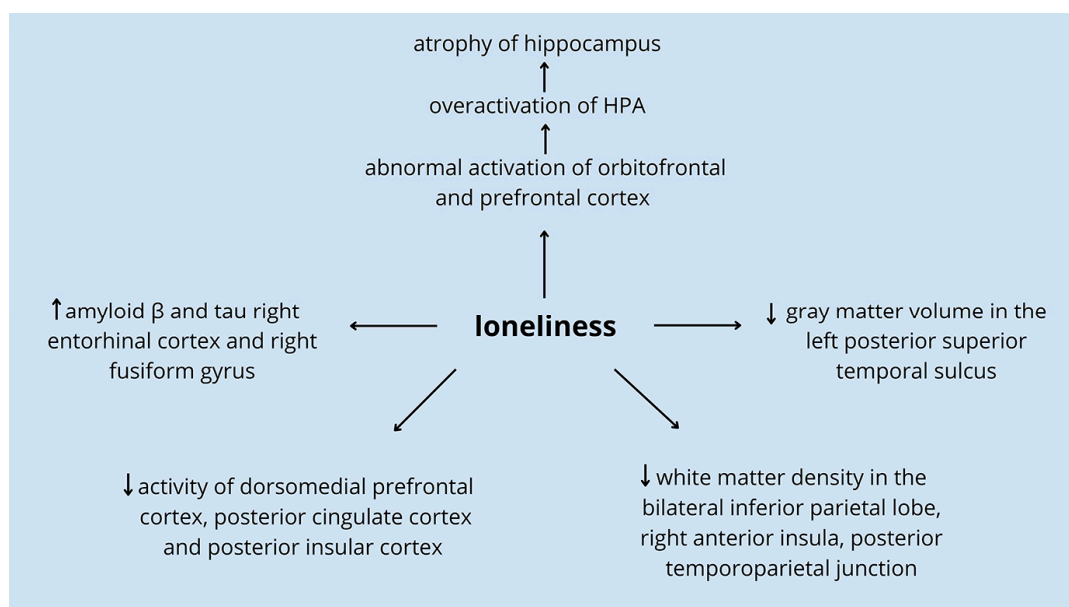 atrophy of hippocampus
overactivation of HPA
abnormal activation of orbitofrontal
and prefrontal cortex
↑ amyloid β and tau right
entorhinal cortex and right
fusiform gyrus
loneliness
↓ gray matter volume in the
left posterior superior
temporal sulcus
↓ activity of dorsomedial prefrontal
cortex, posterior cingulate cortex
and posterior insular cortex
↓ white matter density in the
bilateral inferior parietal lobe,
right anterior insula, posterior
temporoparietal junction